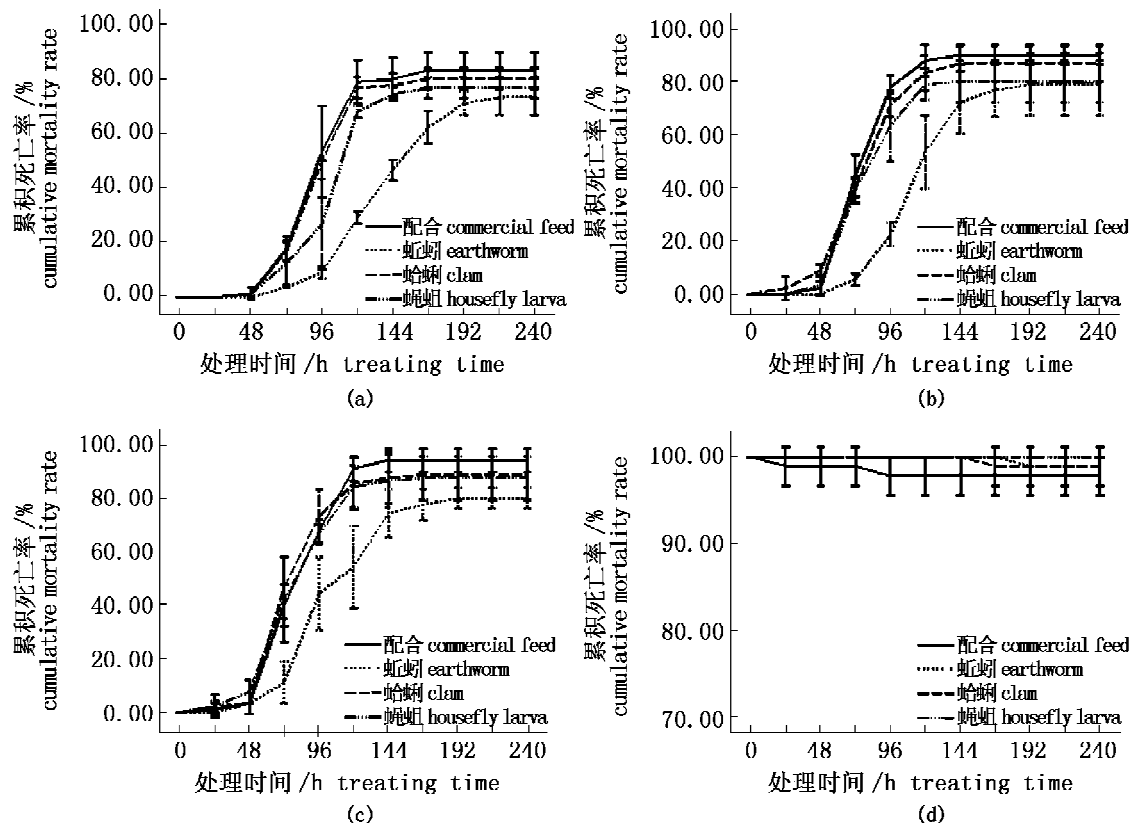 累积死亡率/%
cumulative mortality rate
100.00
80.00
60.00
40.00
20.00
0.00
配合 commercial feed
蚯蚓 earthworm
蛤蜊 clam
蝇蛆 housefly larva
0 48 96 144 192 240
处理时间/h treating time
(a)
累积死亡率/%
cumulative mortality rate
100.00
80.00
60.00
40.00
20.00
0.00
配合 commercial feed
蚯蚓 earthworm
蛤蜊 clam
蝇蛆 housefly larva
0 48 96 144 192 240
处理时间/h treating time
(b)
累积死亡率/%
cumulative mortality rate
100.00
80.00
60.00
40.00
20.00
0.00
配合 commercial feed
蚯蚓 earthworm
蛤蜊 clam
蝇蛆 housefly larva
0 48 96 144 192 240
处理时间/h treating time
(c)
累积死亡率/%
cumulative mortality rate
100.00
90.00
80.00
70.00
配合 commercial feed
蚯蚓 earthworm
蛤蜊 clam
蝇蛆 housefly larva
0 48 96 144 192 240
处理时间/h treating time
(d)